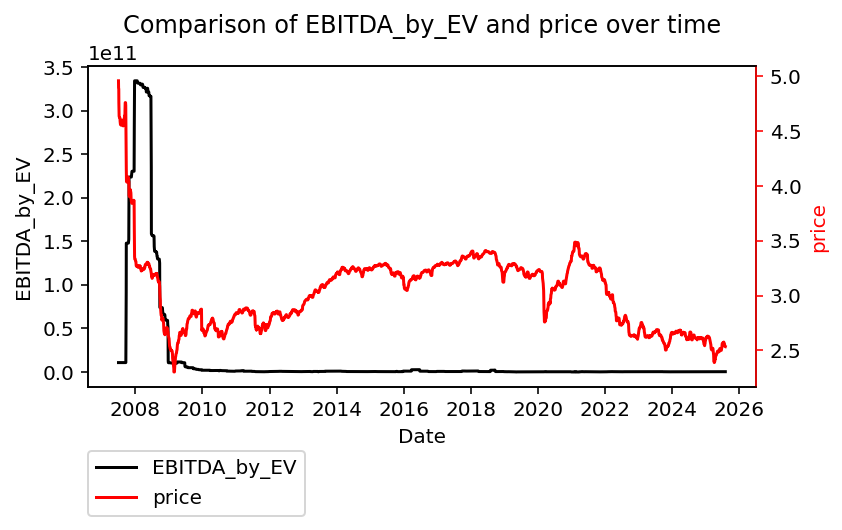 Comparison of EBITDA_by_EV and price over time
1e11
3.5
3.0
2.5
2.0
1.5
1.0
0.5
0.0
EBITDA_by_EV
5.0
4.5
4.0
3.5
3.0
2.5
price
2008 2010 2012 2014 2016 2018 2020 2022 2024 2026
Date
EBITDA_by_EV
price